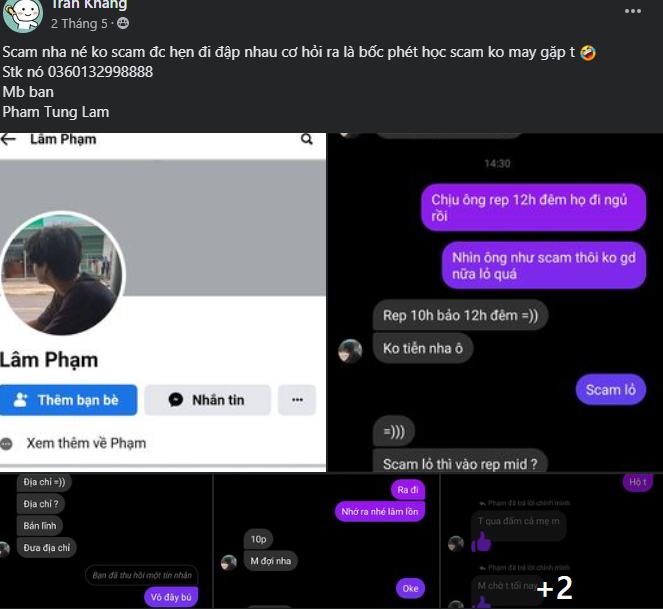 Trần Khang
2 Tháng 5 ·
Scam nha né ko scam đc hẹn đi đập nhau cơ hỏi ra là bốc phét học scam ko may gặp t 🤣
Stk nó 0360132998888
Mb ban
Pham Tung Lam
Lâm Phạm
Lâm Phạm
Thêm bạn bè
Nhắn tin
Xem thêm về Phạm
14:30
Chịu ông rep 12h đêm họ đi ngủ
rồi
Nhìn ông như scam thôi ko gd
nữa lỏ quá
Rep 10h bảo 12h đêm =))
Ko tiễn nha ô
Scam lỏ
=)))
Scam lỏ thì vào rep mid ?
Địa chỉ =))
Địa chỉ ?
Bản lĩnh
Đưa địa chỉ
Bạn đã thu hồi một tin nhắn
Vô đây bú
Ra đi
Nhớ ra nhé lâm lồn
10p
M đợi nha
Oke
Hộ t
Phạm đã trả lời chính mình
T qua đấm cả mẹ m
Phạm đã trả lời chính mình
M chờ t tối nay
+2